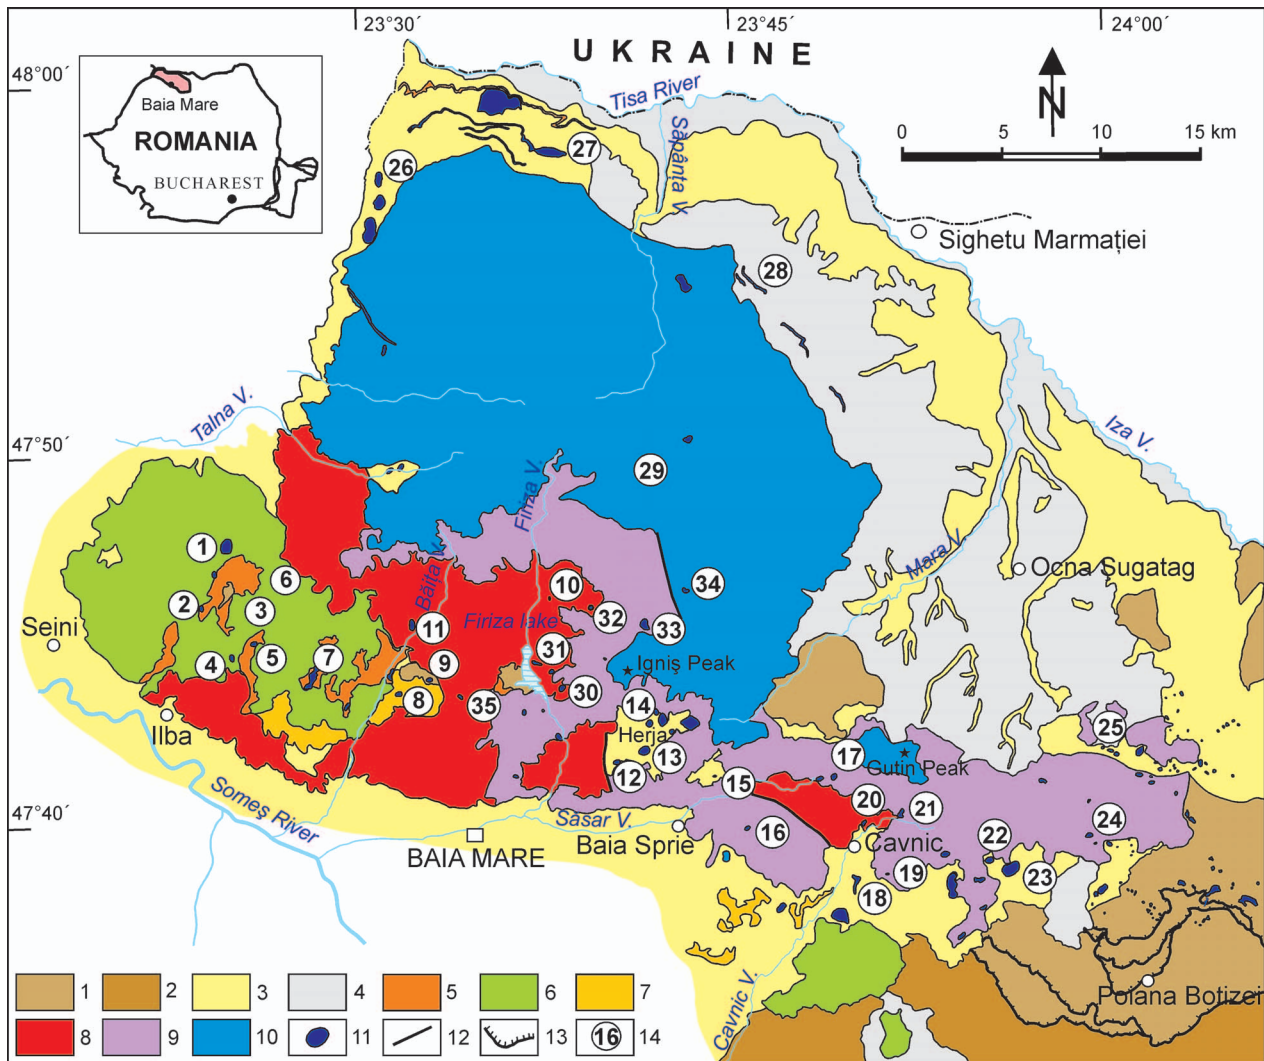 23°30´
23°45´
24°00´
UKRAINE
48°00´
Tisa River
N
Baia Mare
ROMANIA
BUCHAREST
0
5
10
15 km
Săpânța V.
27
26
Sighetu Marmației
28
Talna V.
Iza V.
47°50´
29
Firiza V.
1
Băita V.
Mara V.
6
10
34
Ocna Șugatag
2
3
32
Seini
11
Firiza lake
33
4
5
7
9
31
Igniș Peak
8
35
30
14
25
Ilba
Herja
17
13
Gutin Peak
12
15
20
21
Someş River
47°40´
Săsar V.
16
22
24
BAIA MARE
Baia Sprie
Cavnic
19
23
18
Cavnic V.
Poiana Botizei
1
2
3
4
5
6
7
8
9
10
11
12
13
16
14